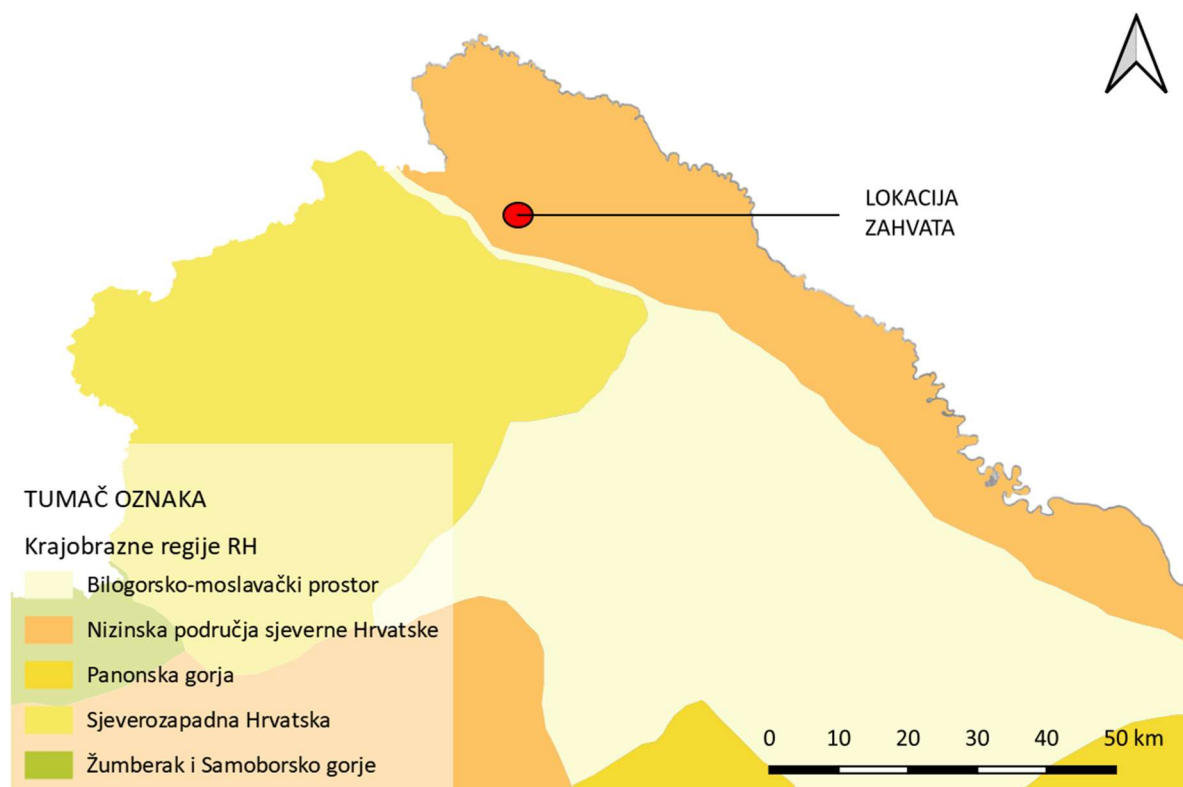 LOKACIJA
ZAHVATA
TUMAČ OZNAKA
Krajobrazne regije RH
Bilogorsko-moslavački prostor
Nizinska područja sjeverne Hrvatske
Panonska gorja
Sjeverozapadna Hrvatska
Žumberak i Samoborsko gorje
0 10 20 30 40 50 km